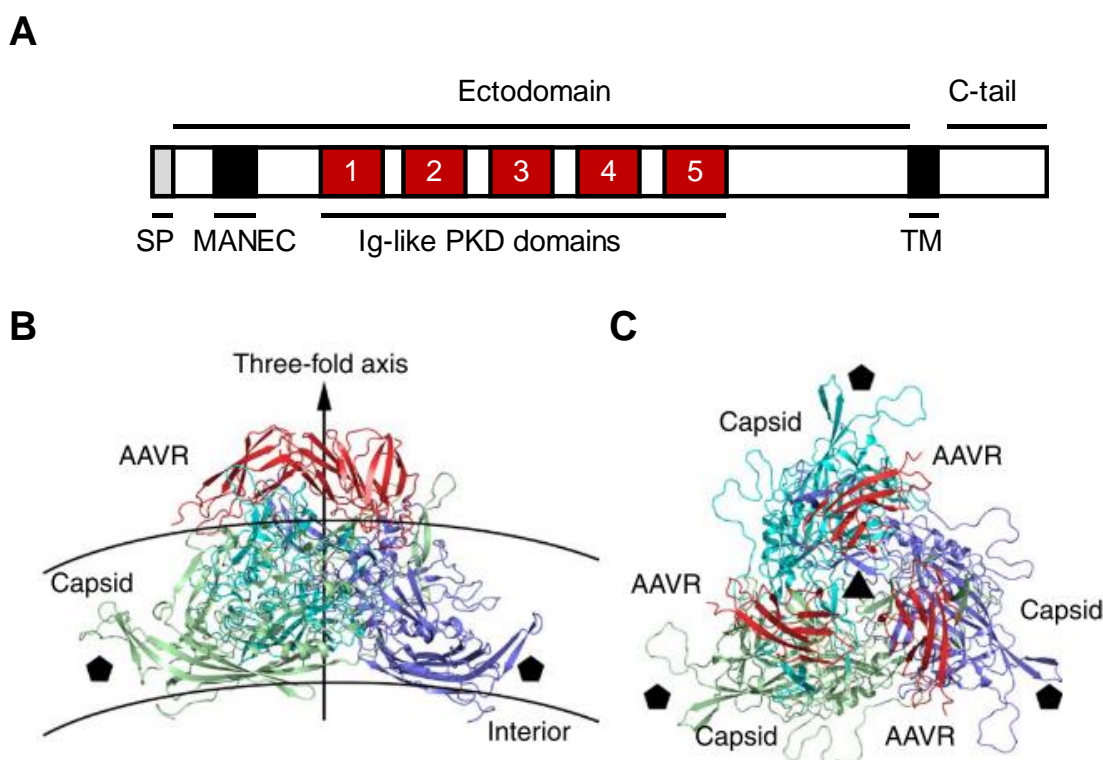 A
Ectodomain
C-tail
1 2 3 4 5
SP MANEC Ig-like PKD domains TM
B
C
Three-fold axis
AAVR
Capsid
Interior
Capsid
AAVR
AAVR
Capsid
Capsid
AAVR